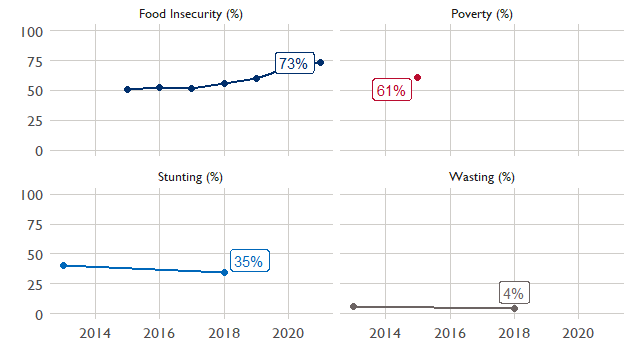 Food Insecurity (%)
Poverty (%)
100
75
50
25
0
73%
61%
Stunting (%)
Wasting (%)
100
75
50
25
0
35%
4%
2014 2016 2018 2020
2014 2016 2018 2020